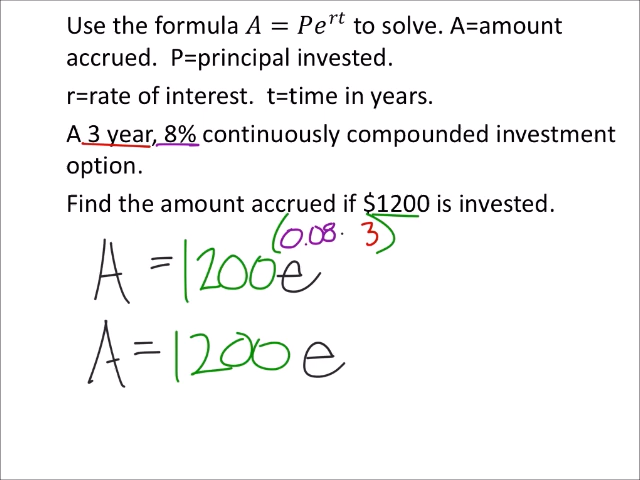 Use the formula A = Pe^{rt} to solve. A=amount
accrued. P=principal invested.
r=rate of interest. t=time in years.
A 3 year, 8% continuously compounded investment
option.
Find the amount accrued if $1200 is invested.
A = 1200e^{(0.08 · 3)}
A = 1200 e